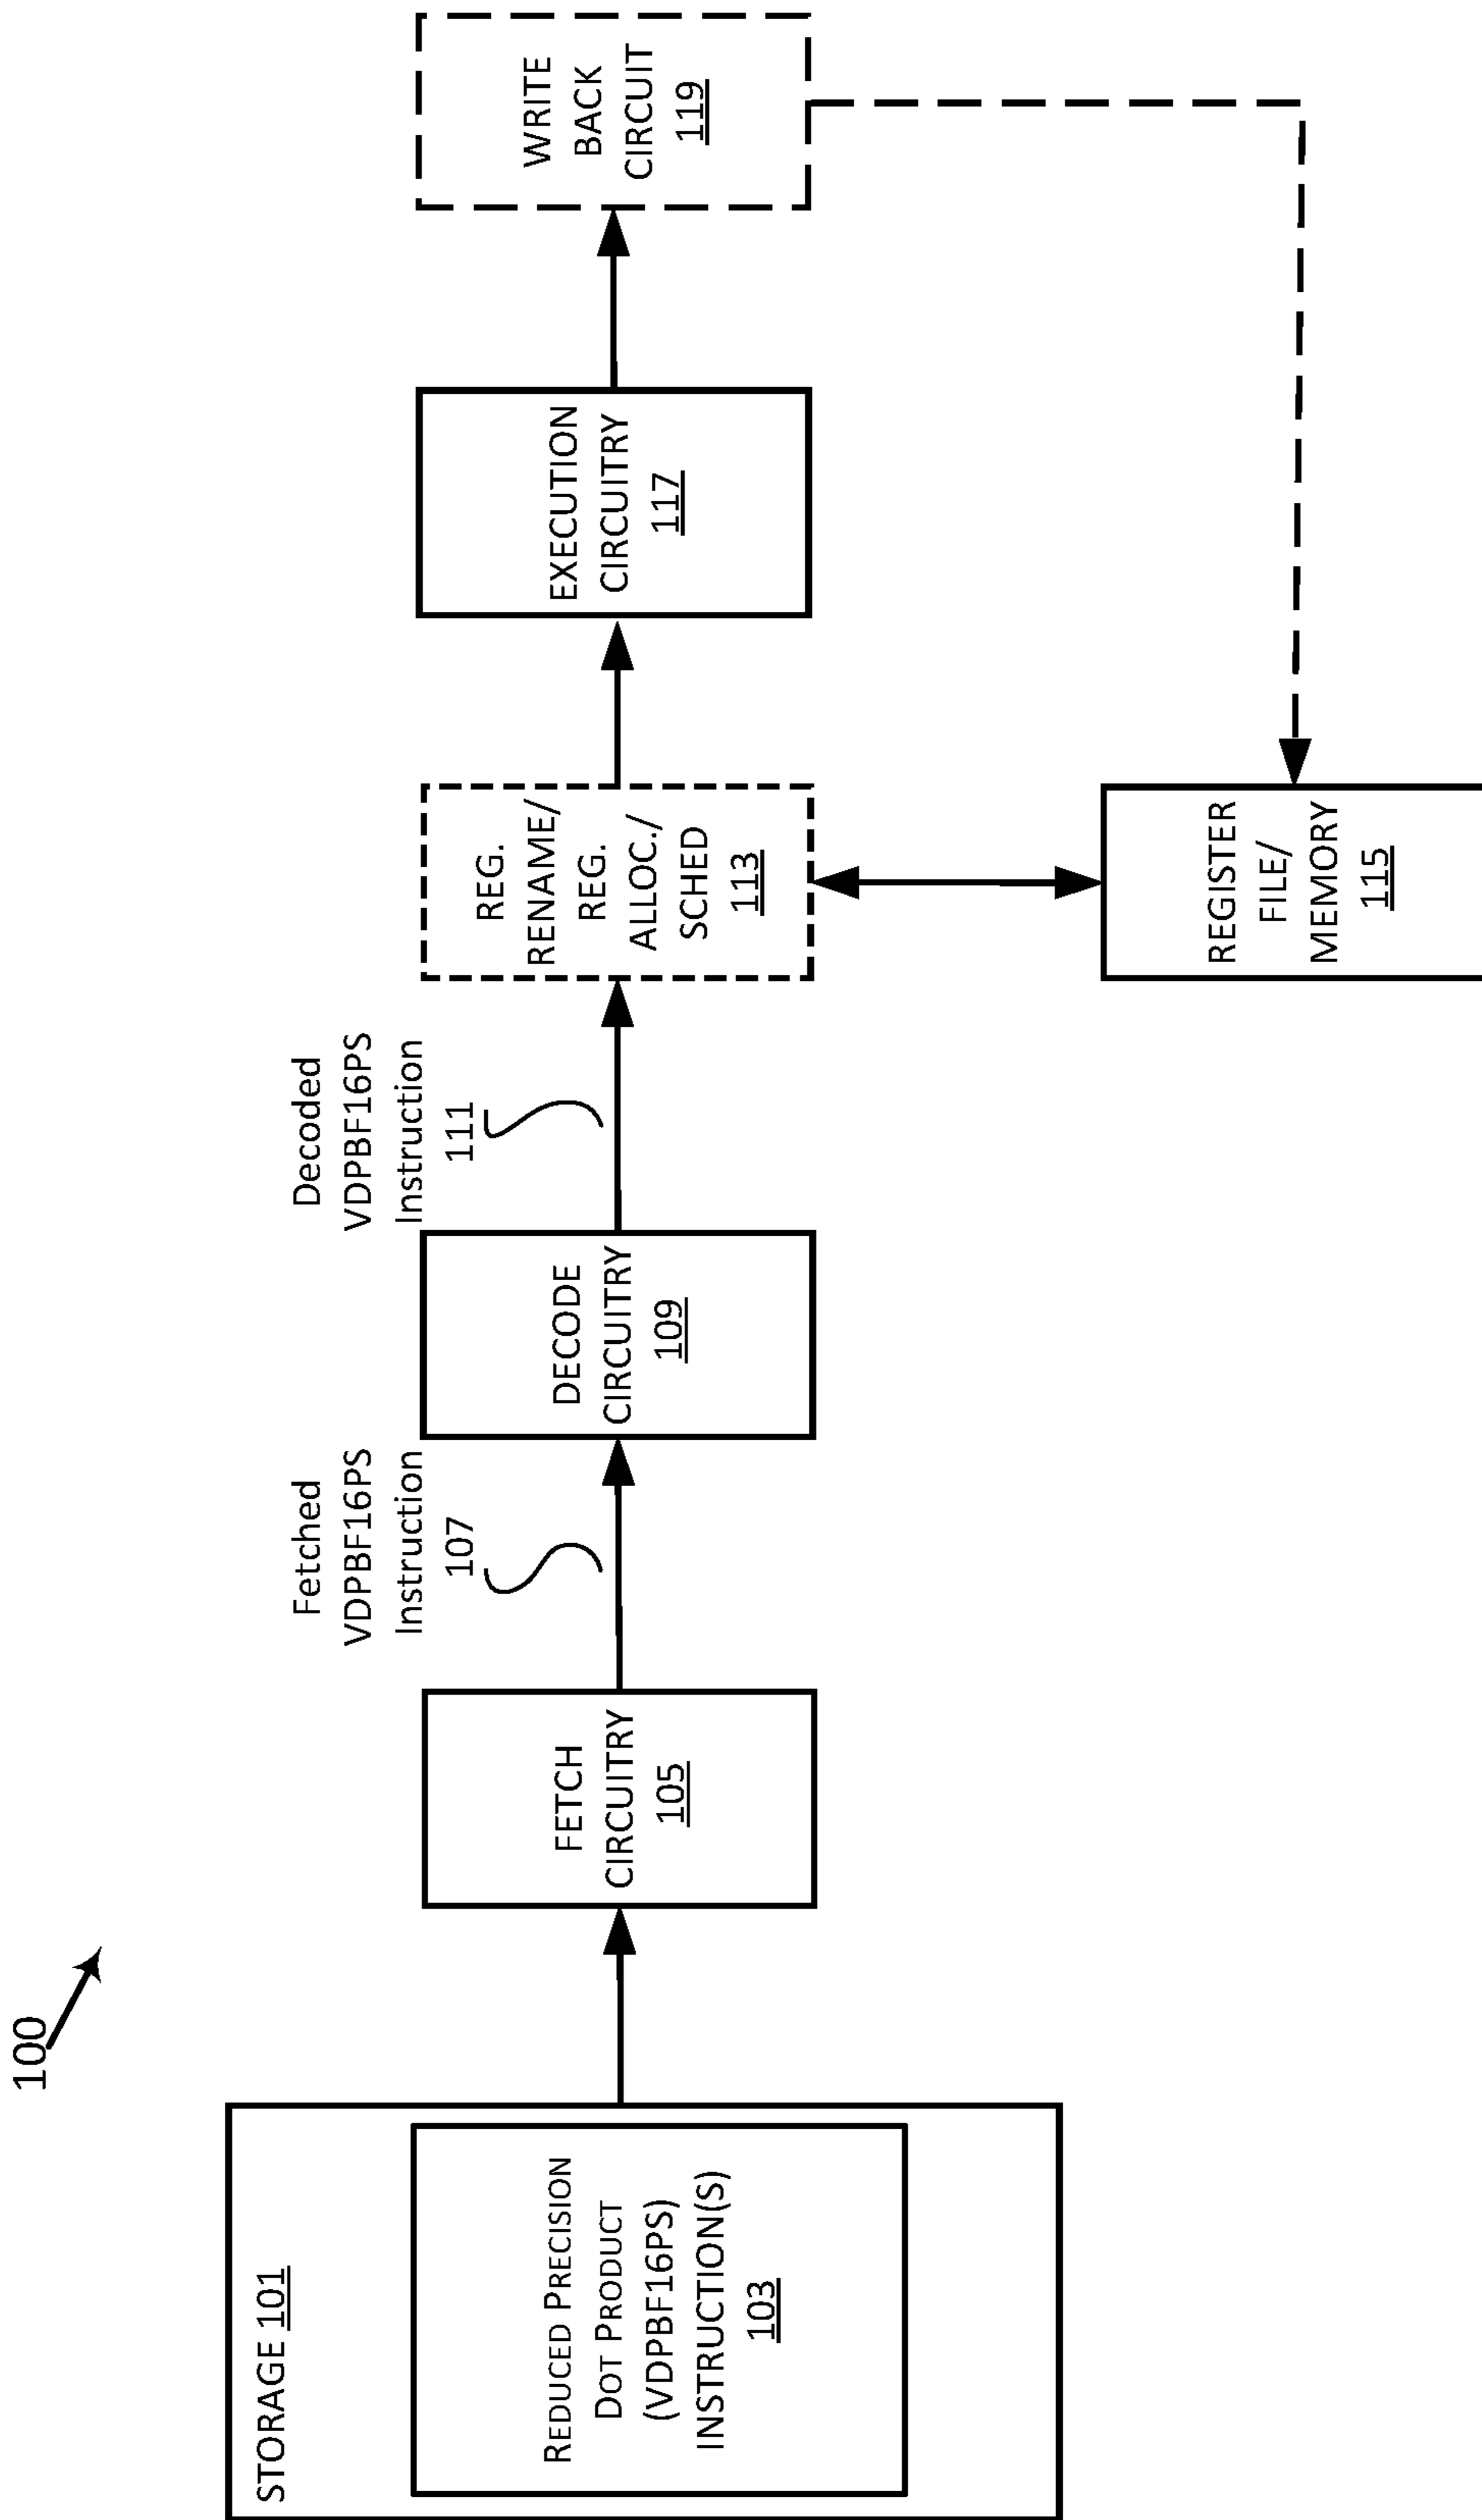 100
STORAGE 101
REDUCED PRECISION
DOT PRODUCT
(VDPBF16PS)
INSTRUCTION(S)
103
FETCH
CIRCUITRY
105
Fetched
VDPBF16PS
Instruction
107
DECODE
CIRCUITRY
109
Decoded
VDPBF16PS
Instruction
111
REG.
RENAME/
REG.
ALLOC./
SCHED
113
REGISTER
FILE/
MEMORY
115
EXECUTION
CIRCUITRY
117
WRITE
BACK
CIRCUIT
119